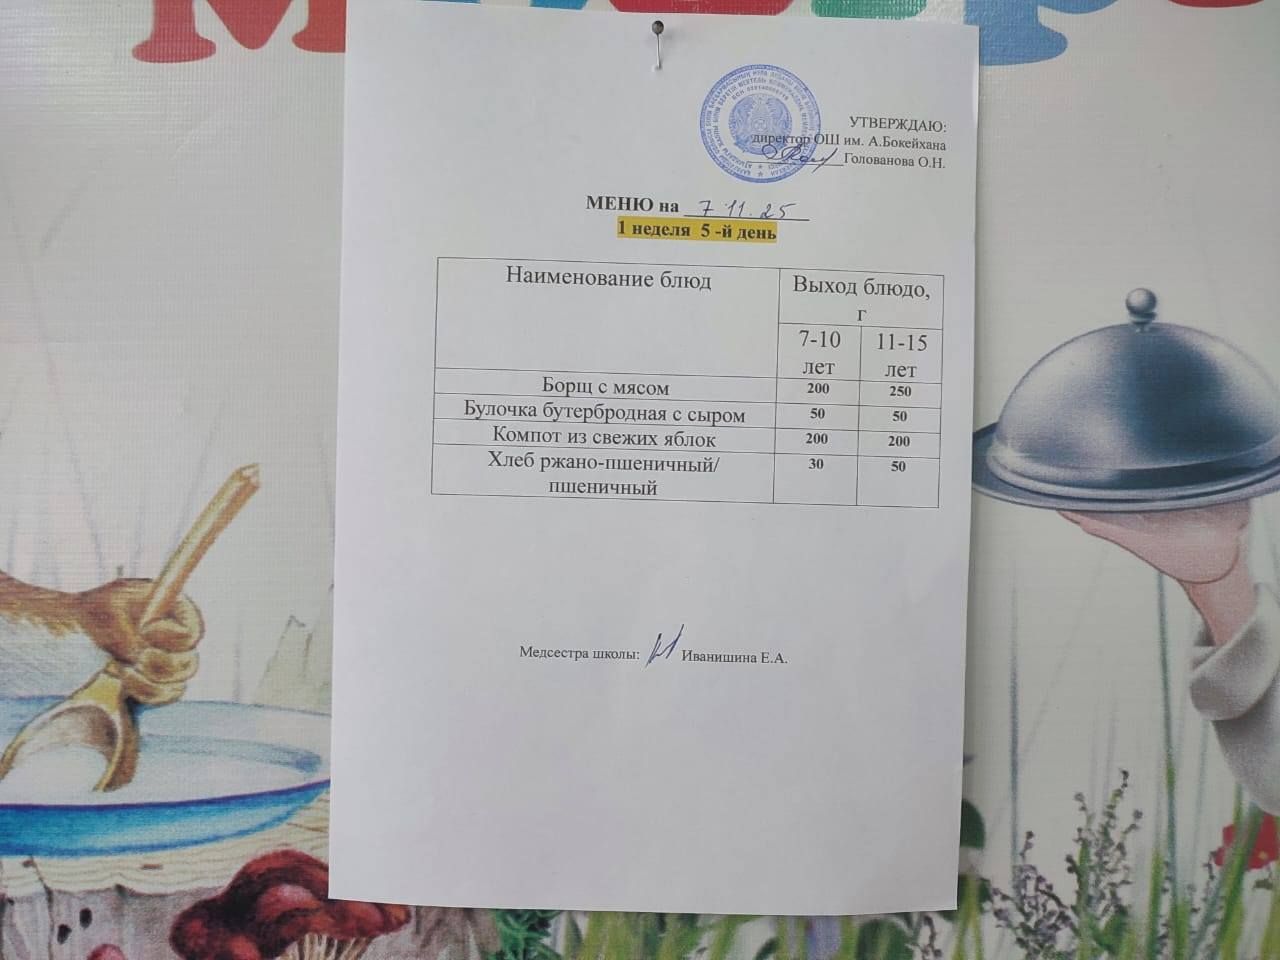 УТВЕРЖДАЮ:
директор ОШ им. А.Бокейхана
Голованова О.Н.
МЕНЮ на 7.11.25
1 неделя 5 -й день
Наименование блюд
Выход блюдо,
г
7-10
лет
11-15
лет
Борщ с мясом 200 250
Булочка бутербродная с сыром 50 50
Компот из свежих яблок 200 200
Хлеб ржано-пшеничный/ 30 50
пшеничный
Медсестра школы: Иванишина Е.А.